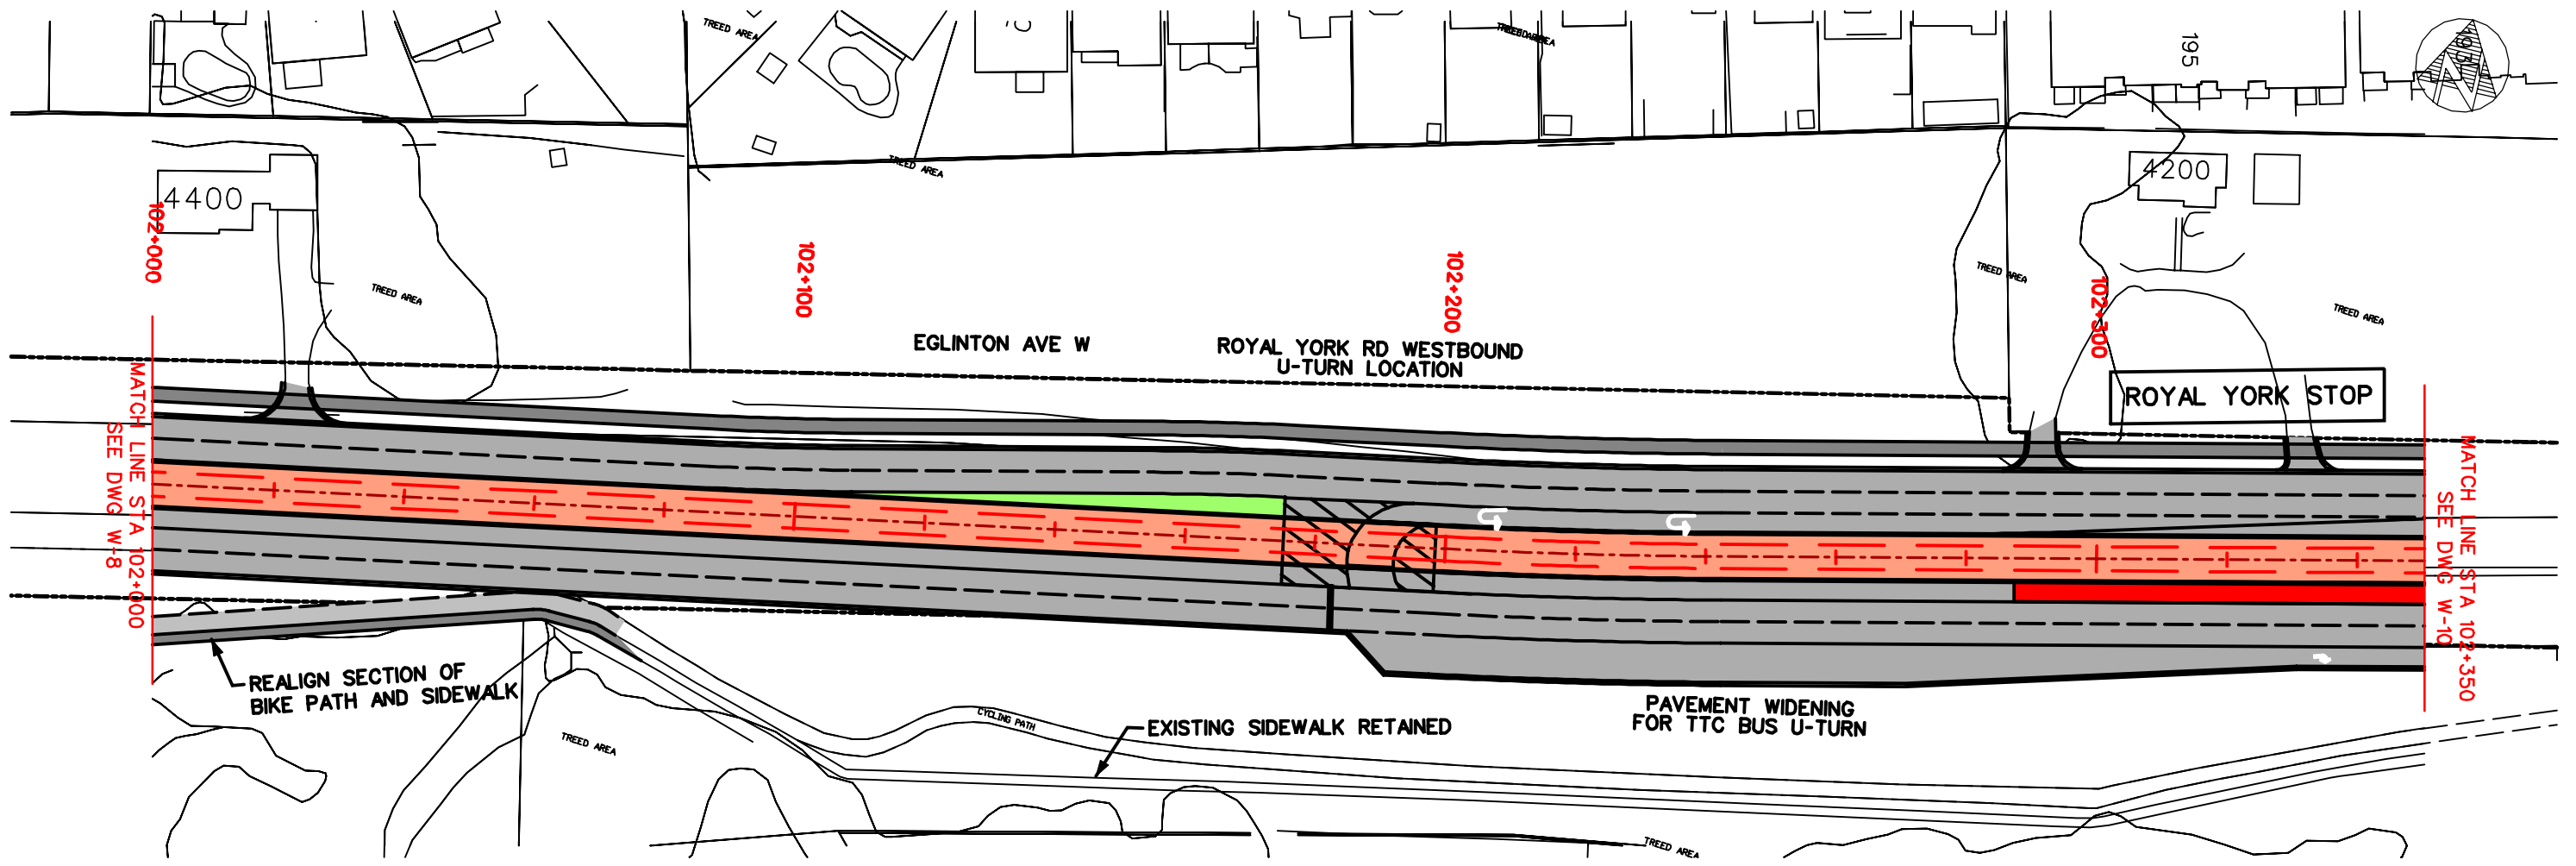 TREED AREA
TREED AREA
195
195
4400
TREED AREA
4200
102+000
102+100
102+200
102+300
TREED AREA
TREED AREA
TREED AREA
EGLINTON AVE W
ROYAL YORK RD WESTBOUND
U-TURN LOCATION
ROYAL YORK STOP
MATCH LINE STA 102+000
SEE DWG W-8
MATCH LINE STA 102+350
SEE DWG W-10
REALIGN SECTION OF
BIKE PATH AND SIDEWALK
TREED AREA
CYCLING PATH
EXISTING SIDEWALK RETAINED
PAVEMENT WIDENING
FOR TTC BUS U-TURN
TREED AREA